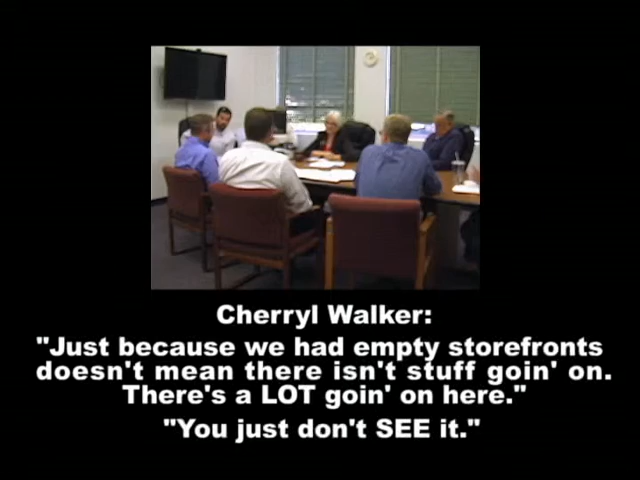 Cherryl Walker:
"Just because we had empty storefronts
doesn't mean there isn't stuff goin' on.
There's a LOT goin' on here."
"You just don't SEE it."